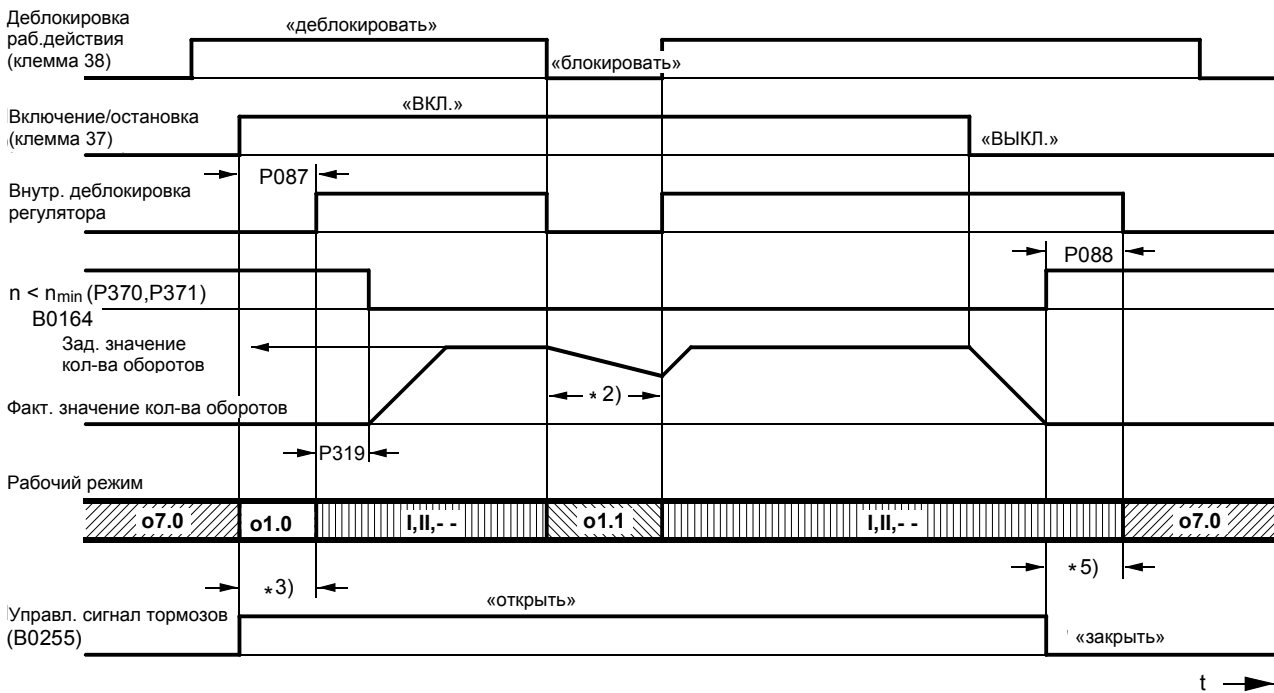 Деблокировка
раб.действия
(клемма 38)
«деблокировать»
«блокировать»
Включение/остановка
(клемма 37)
«ВКЛ.»
«ВЫКЛ.»
P087
Внутр. деблокировка
регулятора
P088
n < nmin (P370,P371)
B0164
Зад. значение
кол-ва оборотов
* 2)
Факт. значение кол-ва оборотов
P319
Рабочий режим
o7.0 o1.0 I,II,- - o1.1 I,II,- - o7.0
*3)
*5)
«открыть»
Управл. сигнал тормозов
(B0255)
«закрыть»
t